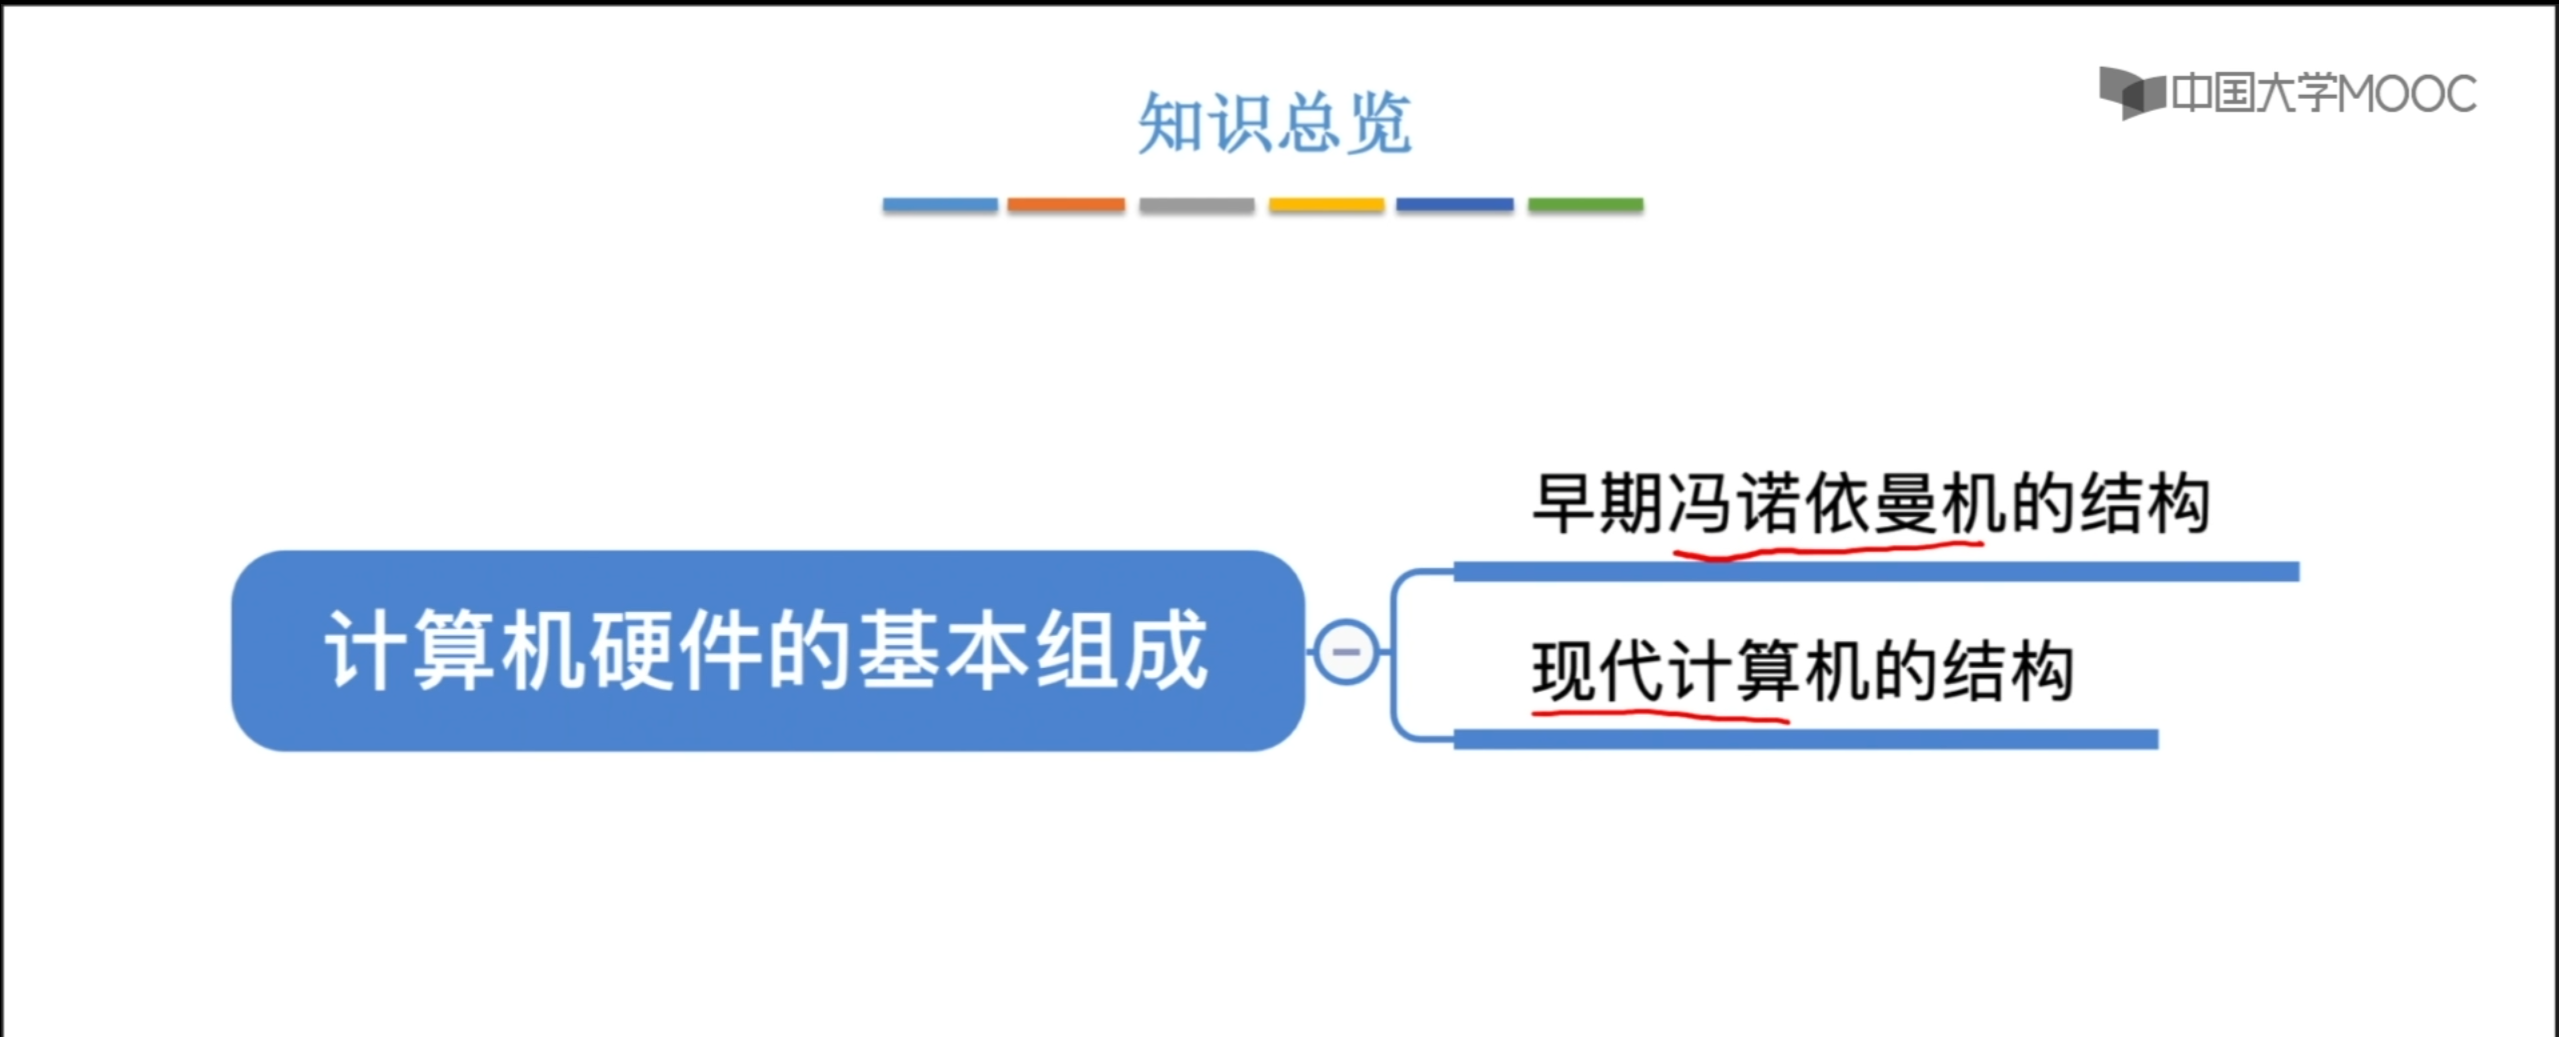 中国大学MOOC
知识总览
计算机硬件的基本组成
早期冯诺依曼机的结构
现代计算机的结构